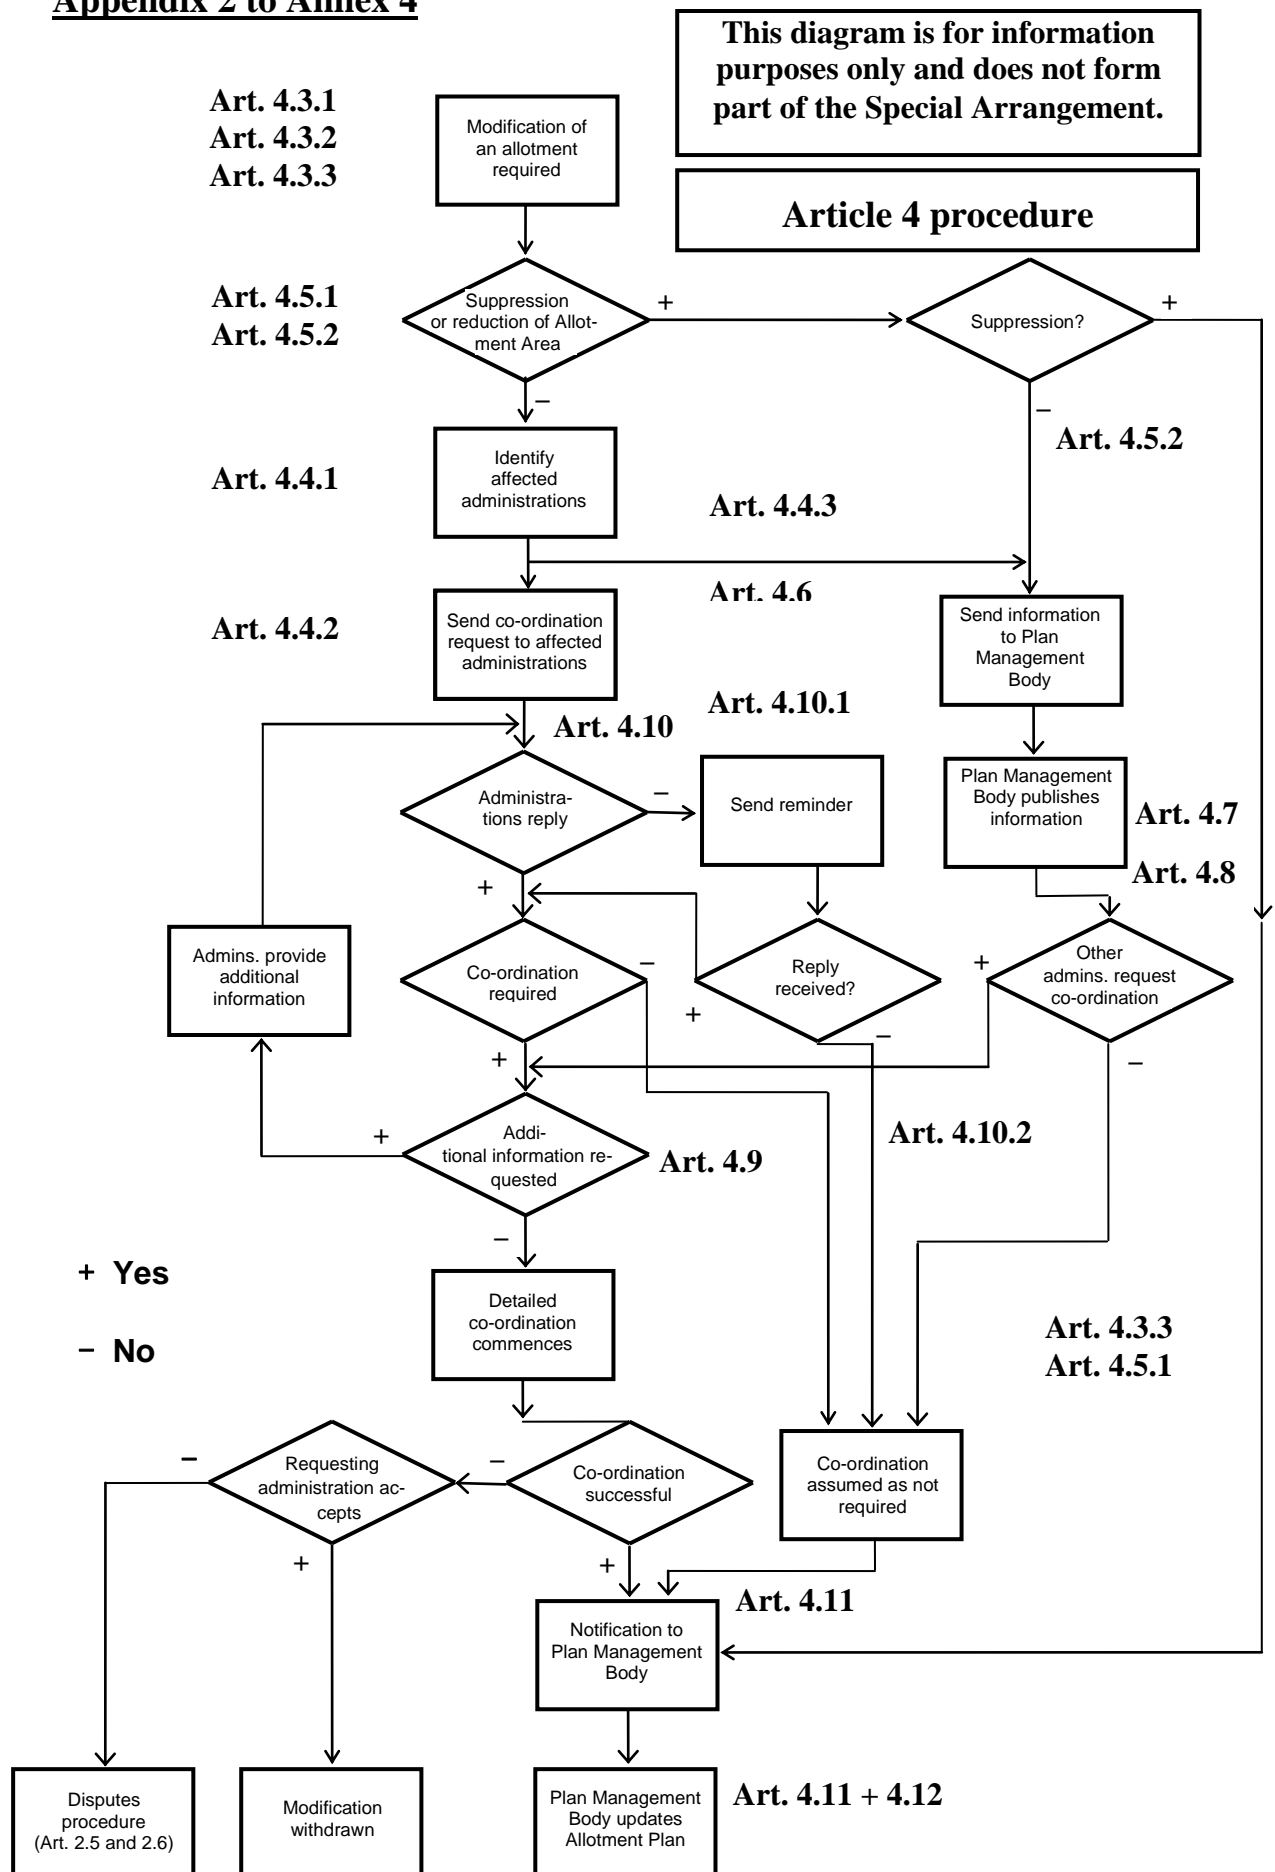 Appendix 2 to Annex 4
This diagram is for information
purposes only and does not form
part of the Special Arrangement.
Art. 4.3.1
Art. 4.3.2
Art. 4.3.3
Modification of
an allotment
required
Article 4 procedure
Art. 4.5.1
Art. 4.5.2
Suppression
or reduction of Allot-
ment Area
+
Suppression?
+
–
–
Art. 4.5.2
Art. 4.4.1
Identify
affected
administrations
Art. 4.4.3
Art. 4.6
Art. 4.4.2
Send co-ordination
request to affected
administrations
Send information
to Plan
Management
Body
Art. 4.10.1
Art. 4.10
Administra-
tions reply
–
Send reminder
Plan Management
Body publishes
information
Art. 4.7
Art. 4.8
+
Admins. provide
additional
information
Co-ordination
required
–
Reply
received?
+
Other
admins. request
co-ordination
+
–
+
–
Art. 4.10.2
+
Addi-
tional information re-
quested
Art. 4.9
–
+ Yes
– No
Detailed
co-ordination
commences
Art. 4.3.3
Art. 4.5.1
–
Requesting
administration ac-
cepts
–
Co-ordination
successful
Co-ordination
assumed as not
required
+
+
Art. 4.11
Notification to
Plan Management
Body
Disputes
procedure
(Art. 2.5 and 2.6)
Modification
withdrawn
Plan Management
Body updates
Allotment Plan
Art. 4.11 + 4.12